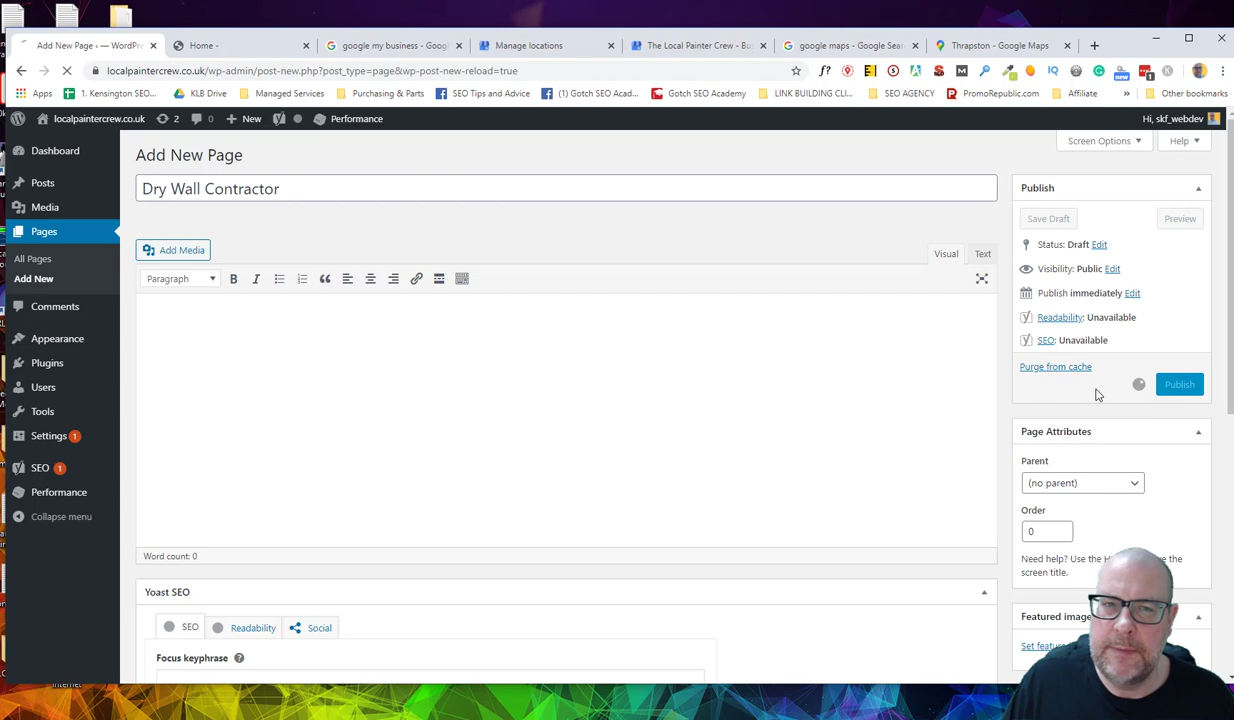 Add New Page ‹ — WordPre
Home -
google my business - Goog
Manage locations
The Local Painter Crew - Bus
google maps - Google Sear
Thrapston - Google Maps
localpaintercrew.co.uk/wp-admin/post-new.php?post_type=page&wp-post-new-reload=true
Apps
1. Kensington SEO...
KLB Drive
Managed Services
Purchasing & Parts
SEO Tips and Advice
(1) Gotch SEO Acad...
Gotch SEO Academy
LINK BUILDING CLI...
SEO AGENCY
PromoRepublic.com
Affiliate
»
Other bookmarks
localpaintercrew.co.uk
2
0
New
Performance
Hi, skf_webdev
Dashboard
Posts
Media
Pages
All Pages
Add New
Comments
Appearance
Plugins
Users
Tools
Settings 1
SEO 1
Performance
Collapse menu
Screen Options
Help
Add New Page
Dry Wall Contractor
Add Media
Visual
Text
Paragraph
B
I
Word count: 0
Yoast SEO
SEO
Readability
Social
Focus keyphrase
Publish
Save Draft
Preview
Status: Draft Edit
Visibility: Public Edit
Publish immediately Edit
Readability: Unavailable
SEO: Unavailable
Purge from cache
Publish
Page Attributes
Parent
(no parent)
Order
0
Need help? Use the H ve the
screen title.
Featured image
Set featur